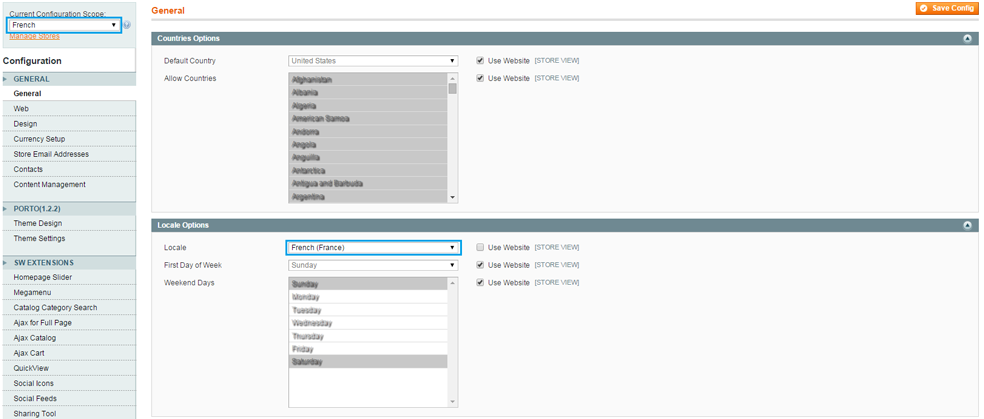 Current Configuration Scope:
French
Manage Stores
Configuration
GENERAL
General
Web
Design
Currency Setup
Store Email Addresses
Contacts
Content Management
PORTO(1.2.2)
Theme Design
Theme Settings
SW EXTENSIONS
Homepage Slider
Megamenu
Catalog Category Search
Ajax for Full Page
Ajax Catalog
Ajax Cart
QuickView
Social Icons
Social Feeds
Sharing Tool
General
Save Config
Countries Options
Default Country United States Use Website [STORE VIEW]
Allow Countries Afghanistan Use Website [STORE VIEW]
Albania
Algeria
American Samoa
Andorra
Angola
Anguilla
Antarctica
Antigua and Barbuda
Argentina
Locale Options
Locale French (France) Use Website [STORE VIEW]
First Day of Week Sunday Use Website [STORE VIEW]
Weekend Days Sunday Use Website [STORE VIEW]
Monday
Tuesday
Wednesday
Thursday
Friday
Saturday